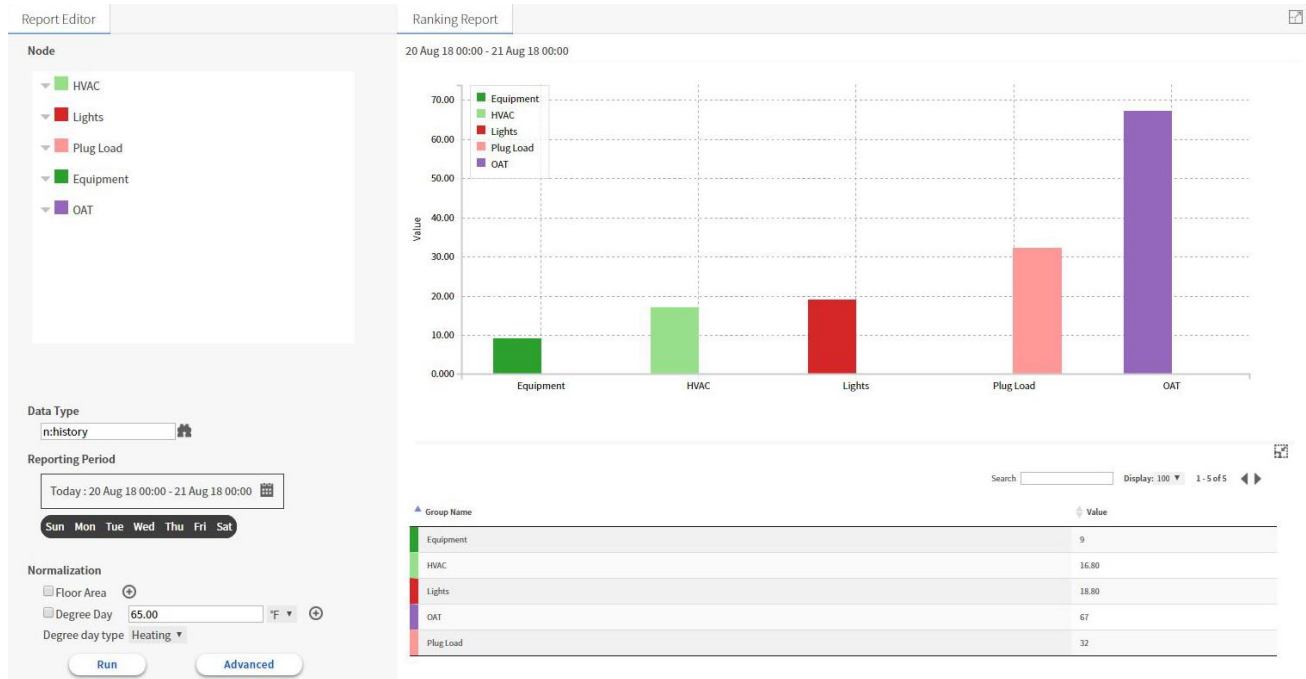 Report Editor
Node
HVAC
Lights
Plug Load
Equipment
OAT
Data Type
n:history
Reporting Period
Today : 20 Aug 18 00:00 - 21 Aug 18 00:00
Sun Mon Tue Wed Thu Fri Sat
Normalization
Floor Area
Degree Day 65.00 °F
Degree day type Heating
Run Advanced
Ranking Report
20 Aug 18 00:00 - 21 Aug 18 00:00
Value
70.00
60.00
50.00
40.00
30.00
20.00
10.00
0.000
Equipment
HVAC
Lights
Plug Load
OAT
Equipment HVAC Lights Plug Load OAT
Search Display: 100 1 - 5 of 5
Group Name Value
Equipment 9
HVAC 16.80
Lights 18.80
OAT 67
Plug Load 32